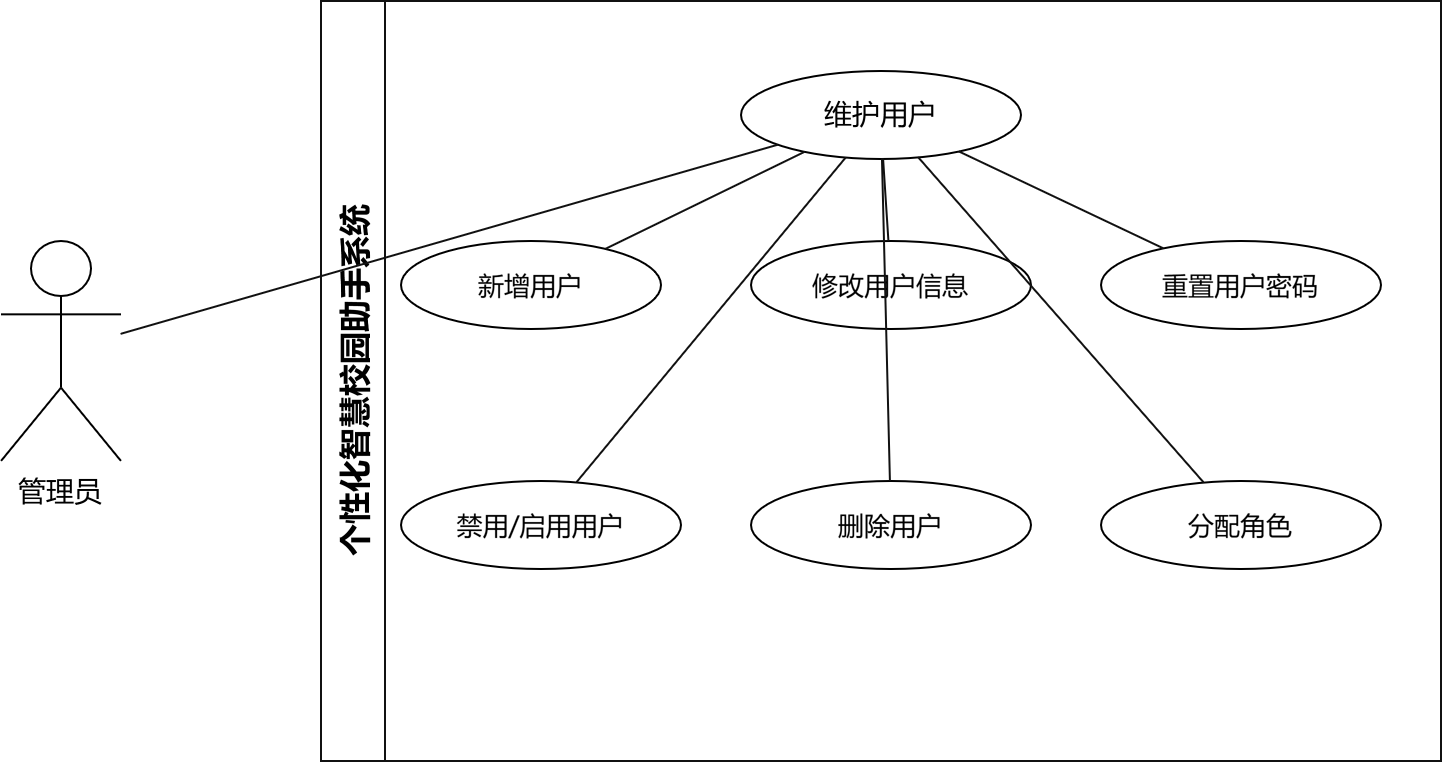 维护用户
个性化智慧校园助手系统
新增用户
修改用户信息
重置用户密码
管理员
禁用/启用用户
删除用户
分配角色